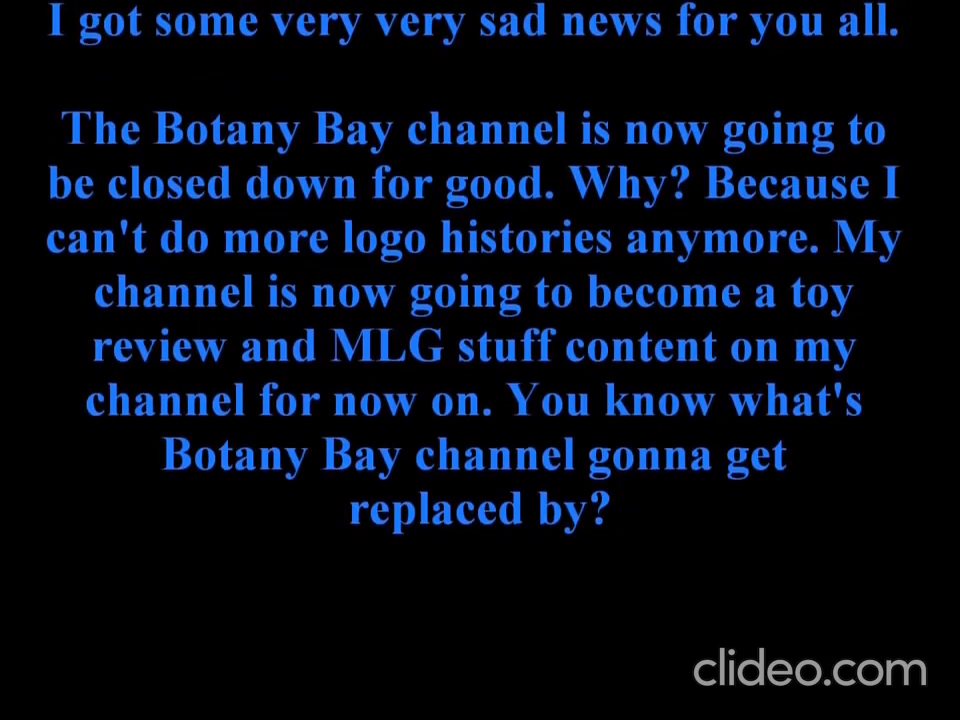 I got some very very sad news for you all.
The Botany Bay channel is now going to
be closed down for good. Why? Because I
can't do more logo histories anymore. My
channel is now going to become a toy
review and MLG stuff content on my
channel for now on. You know what's
Botany Bay channel gonna get
replaced by?
clideo.com